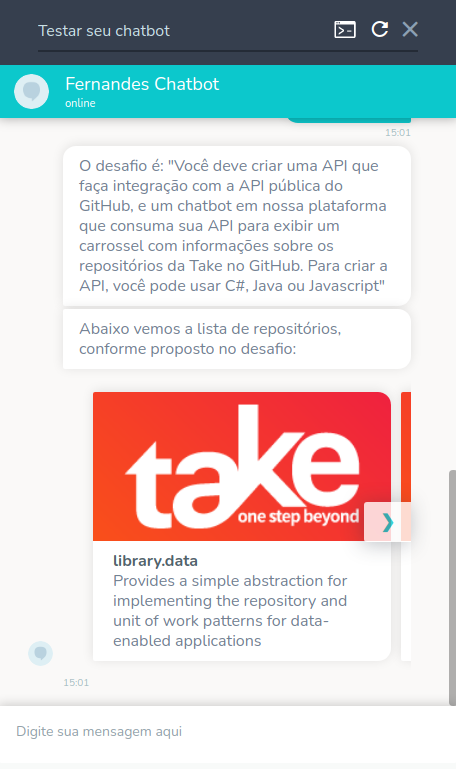 Testar seu chatbot
Fernandes Chatbot
online
15:01
O desafio é: "Você deve criar uma API que
faça integração com a API pública do
GitHub, e um chatbot em nossa plataforma
que consuma sua API para exibir um
carrossel com informações sobre os
repositórios da Take no GitHub. Para criar a
API, você pode usar C#, Java ou Javascript"
Abaixo vemos a lista de repositórios,
conforme proposto no desafio:
take
one step beyond
library.data
Provides a simple abstraction for
implementing the repository and
unit of work patterns for data-
enabled applications
15:01
Digite sua mensagem aqui